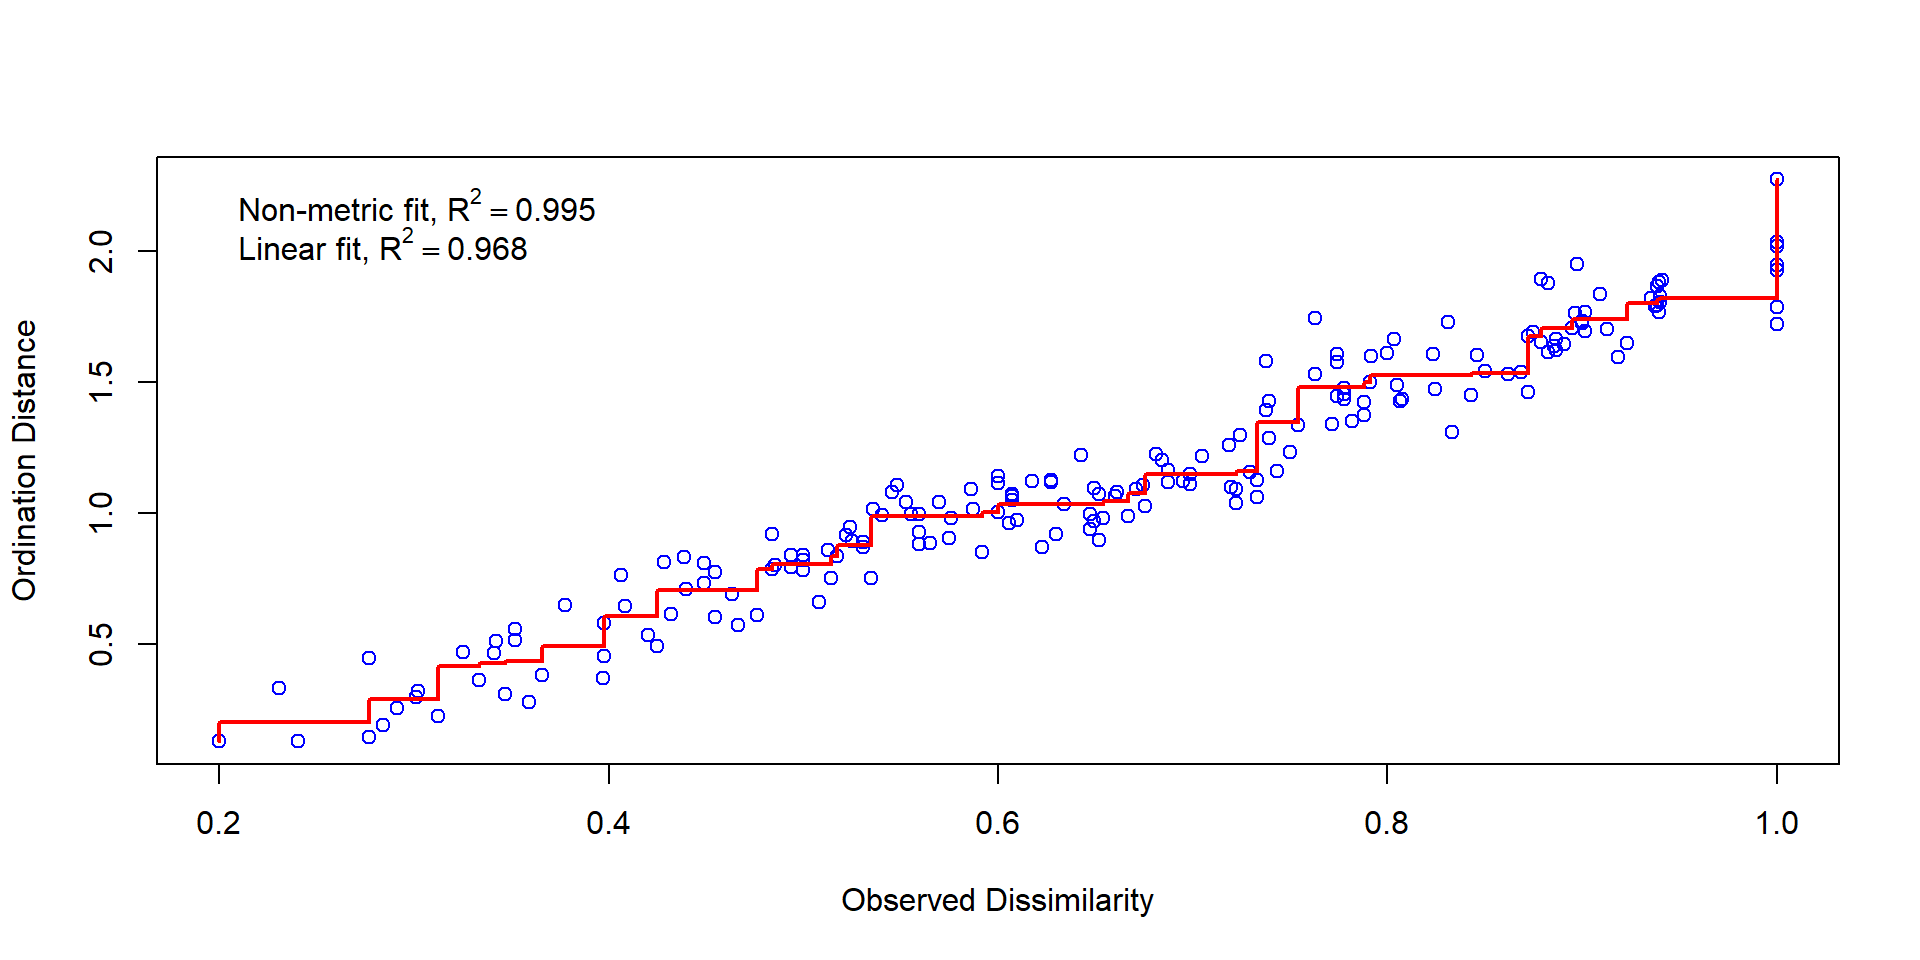 Non-metric fit, R² = 0.995
Linear fit, R² = 0.968
Ordination Distance
2.0
1.5
1.0
0.5
0.2 0.4 0.6 0.8 1.0
Observed Dissimilarity